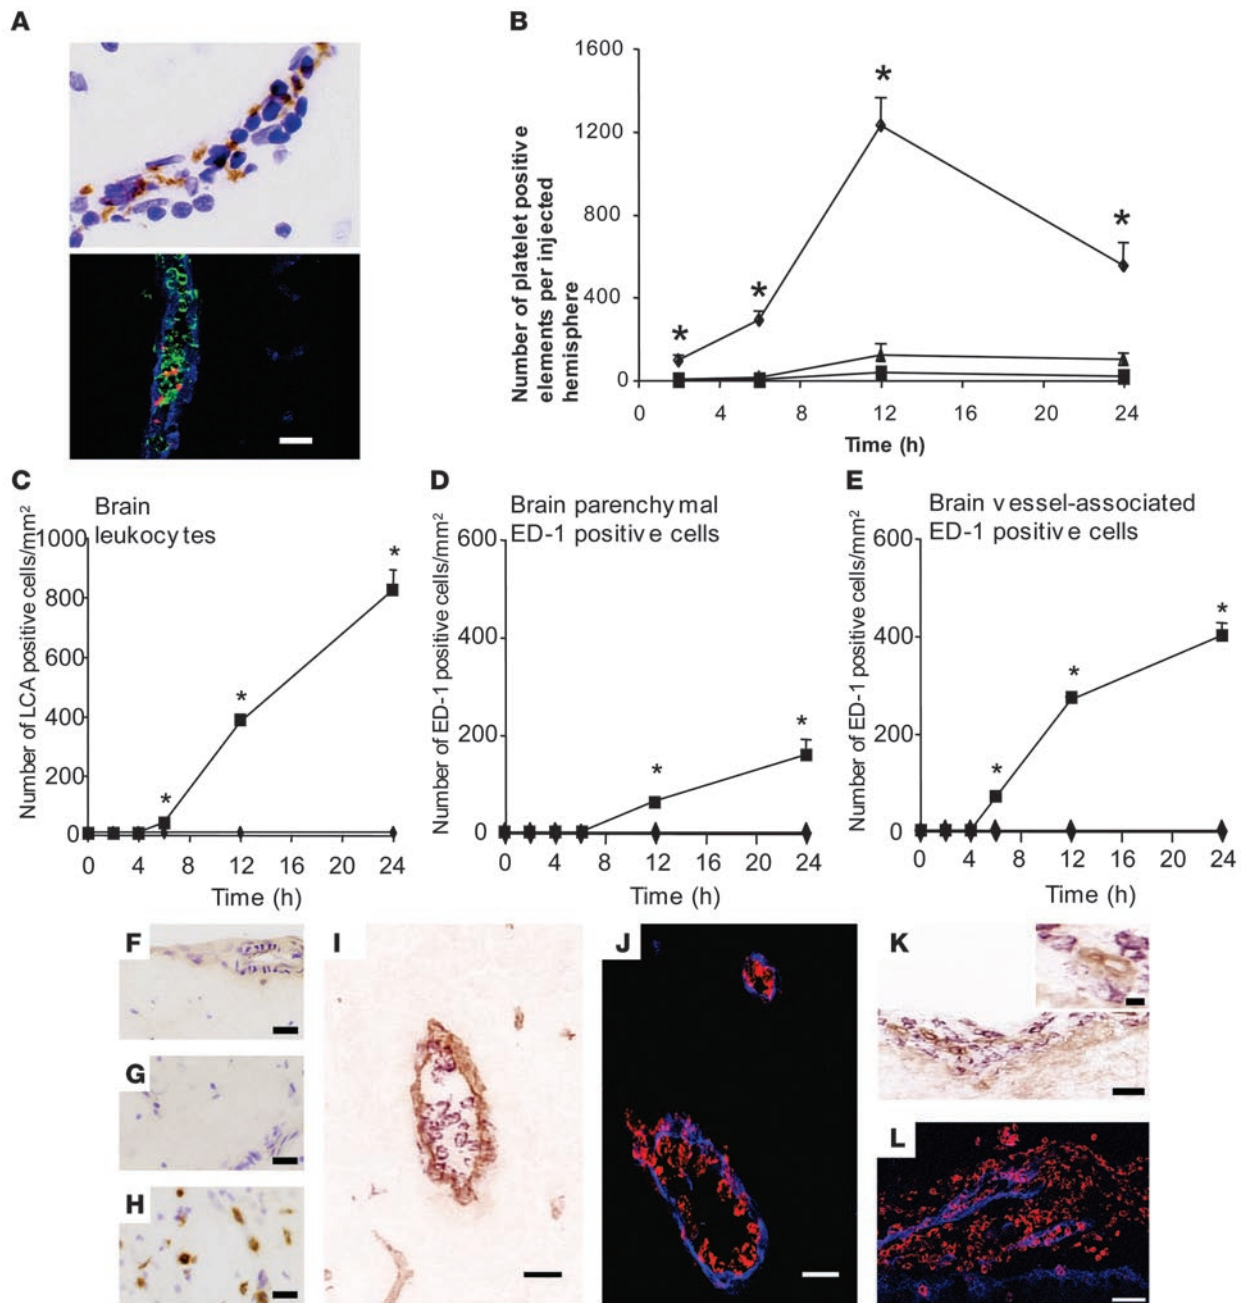 A
B
Number of platelet positive
elements per injected
hemisphere
1600
1200
800
400
0
*
*
*
*
0 4 8 12 16 20 24
Time (h)
C
Brain
leukocytes
Number of LCA positive cells/mm²
1000
800
600
400
200
0
*
*
*
0 4 8 12 16 20 24
Time (h)
D
Brain parenchymal
ED-1 positive cells
Number of ED-1 positive cells/mm²
600
400
200
0
*
*
0 4 8 12 16 20 24
Time (h)
E
Brain vessel-associated
ED-1 positive cells
Number of ED-1 positive cells/mm²
600
400
200
0
*
*
*
0 4 8 12 16 20 24
Time (h)
F
G
H
I
J
K
L